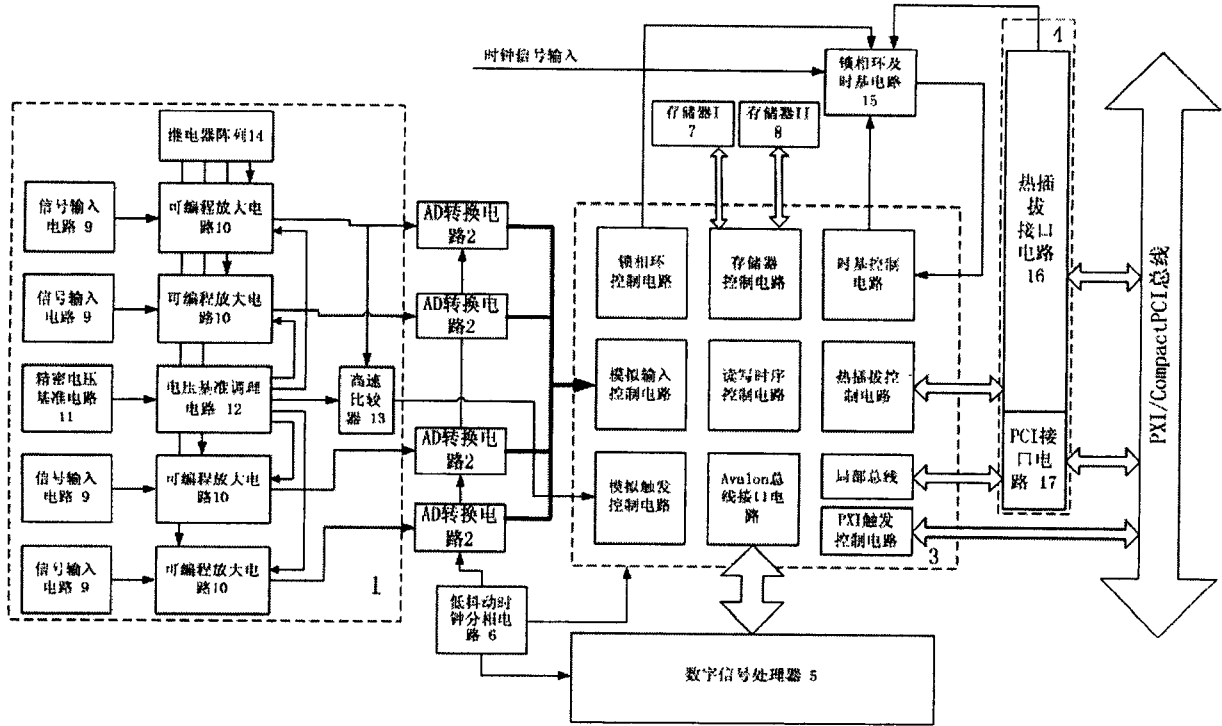 时钟信号输入
锁相环及
时基电路
15
4
存储器I
7
存储器II
8
继电器阵列14
信号输入
电路 9
可编程放大电
路10
信号输入
电路 9
可编程放大电
路10
精密电压
基准电路
11
电压基准调理
电路 12
高速
比较
器 13
信号输入
电路 9
可编程放大电
路10
信号输入
电路 9
可编程放大电
路10
1
AD转换电
路2
AD转换电
路2
AD转换电
路2
AD转换电
路2
低抖动时
钟分相电
路 6
锁相环
控制电路
存储器
控制电路
时基控制
电路
模拟输入
控制电路
读写时序
控制电路
热插拔控
制电路
模拟触发
控制电路
Avalon总
线接口电
路
局部总线
PXI触发
控制电路
3
数字信号处理器 5
热插
拔
接口
电路
16
PCI接
口电
路 17
PXI/CompactPCI总线